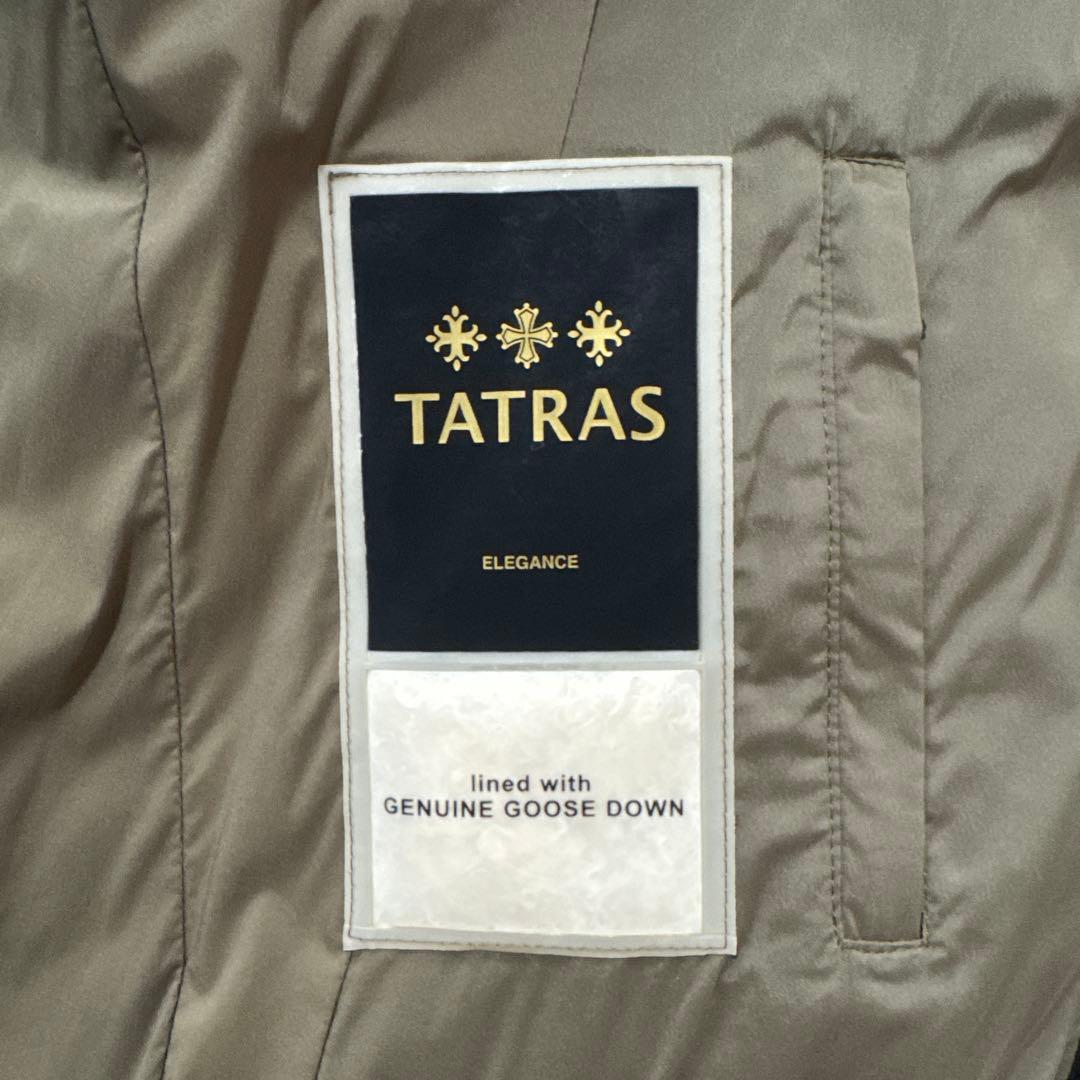 TATRAS
ELEGANCE
lined with
GENUINE GOOSE DOWN